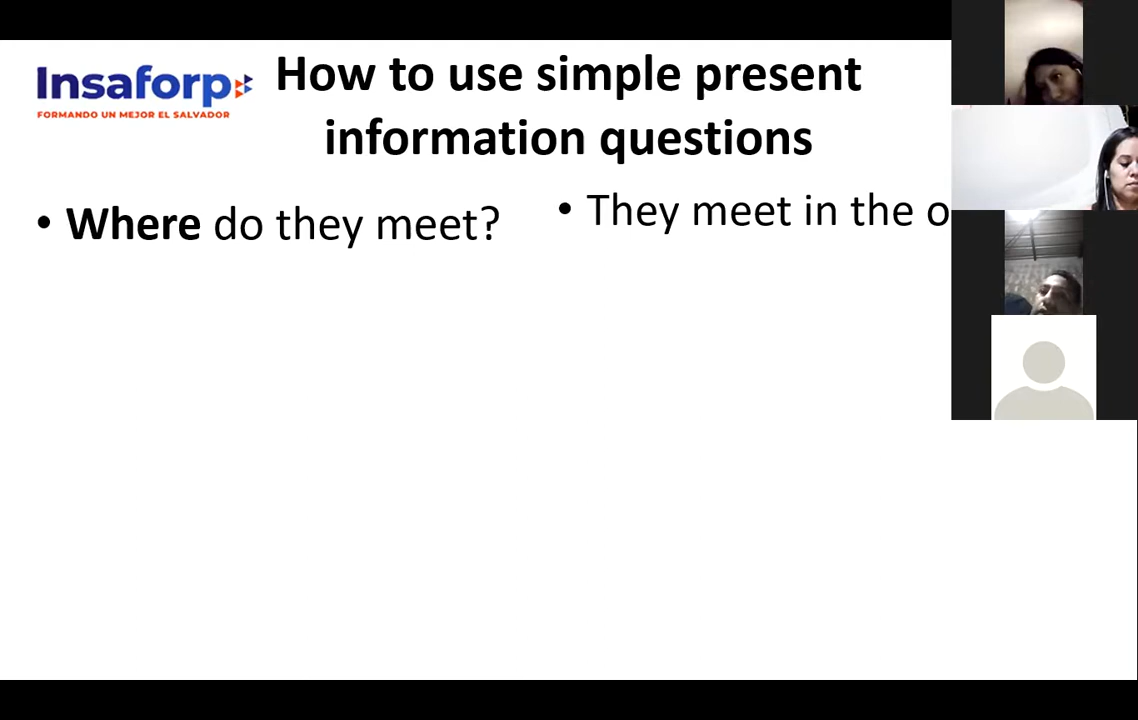 Insaforp
FORMANDO UN MEJOR EL SALVADOR
How to use simple present
information questions
• Where do they meet?
• They meet in the